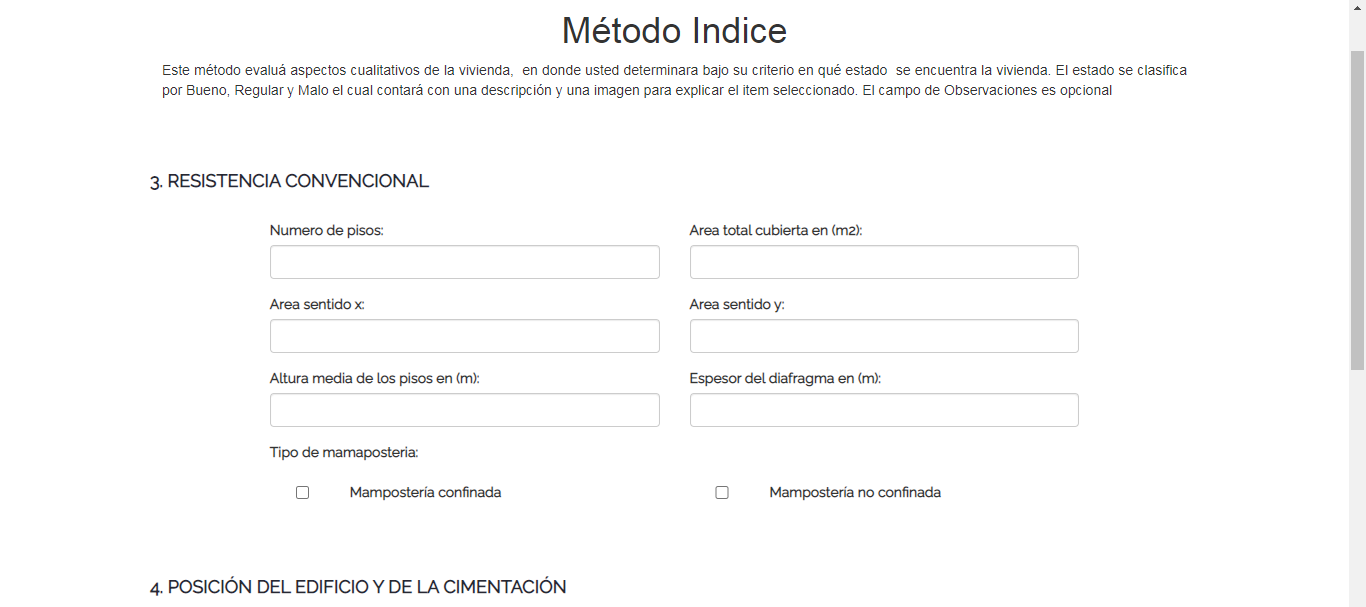 Método Indice
Este método evaluá aspectos cualitativos de la vivienda,  en donde usted determinara bajo su criterio en qué estado  se encuentra la vivienda. El estado se clasifica
por Bueno, Regular y Malo el cual contará con una descripción y una imagen para explicar el item seleccionado. El campo de Observaciones es opcional
3. RESISTENCIA CONVENCIONAL
Numero de pisos:
Area total cubierta en (m2):
Area sentido x:
Area sentido y:
Altura media de los pisos en (m):
Espesor del diafragma en (m):
Tipo de mamaposteria:
Mampostería confinada
Mampostería no confinada
4. POSICIÓN DEL EDIFICIO Y DE LA CIMENTACIÓN